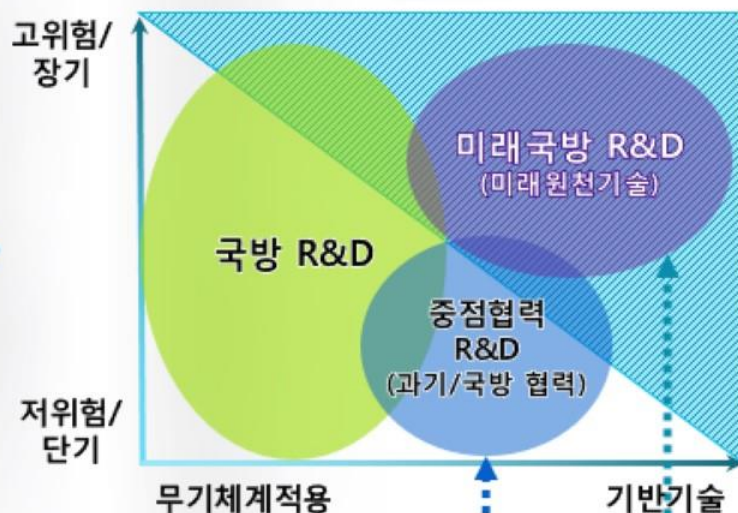 고위험/
장기
미래국방 R&D
(미래원천기술)
국방 R&D
중점협력
R&D
(과기/국방 협력)
저위험/
단기
무기체계적용
기반기술